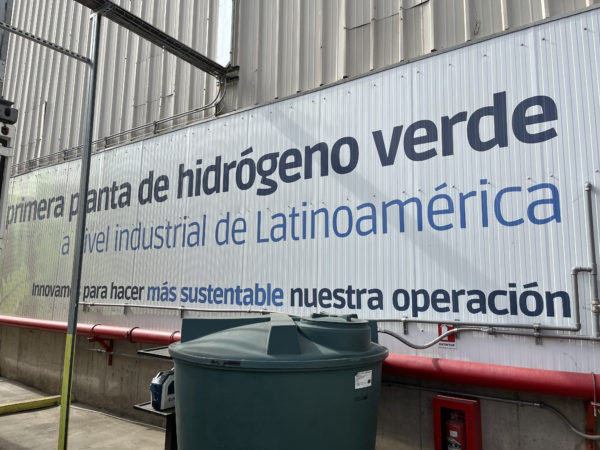 primera planta de hidrógeno verde
a nivel industrial de Latinoamérica
Innovamos para hacer más sustentable nuestra operación